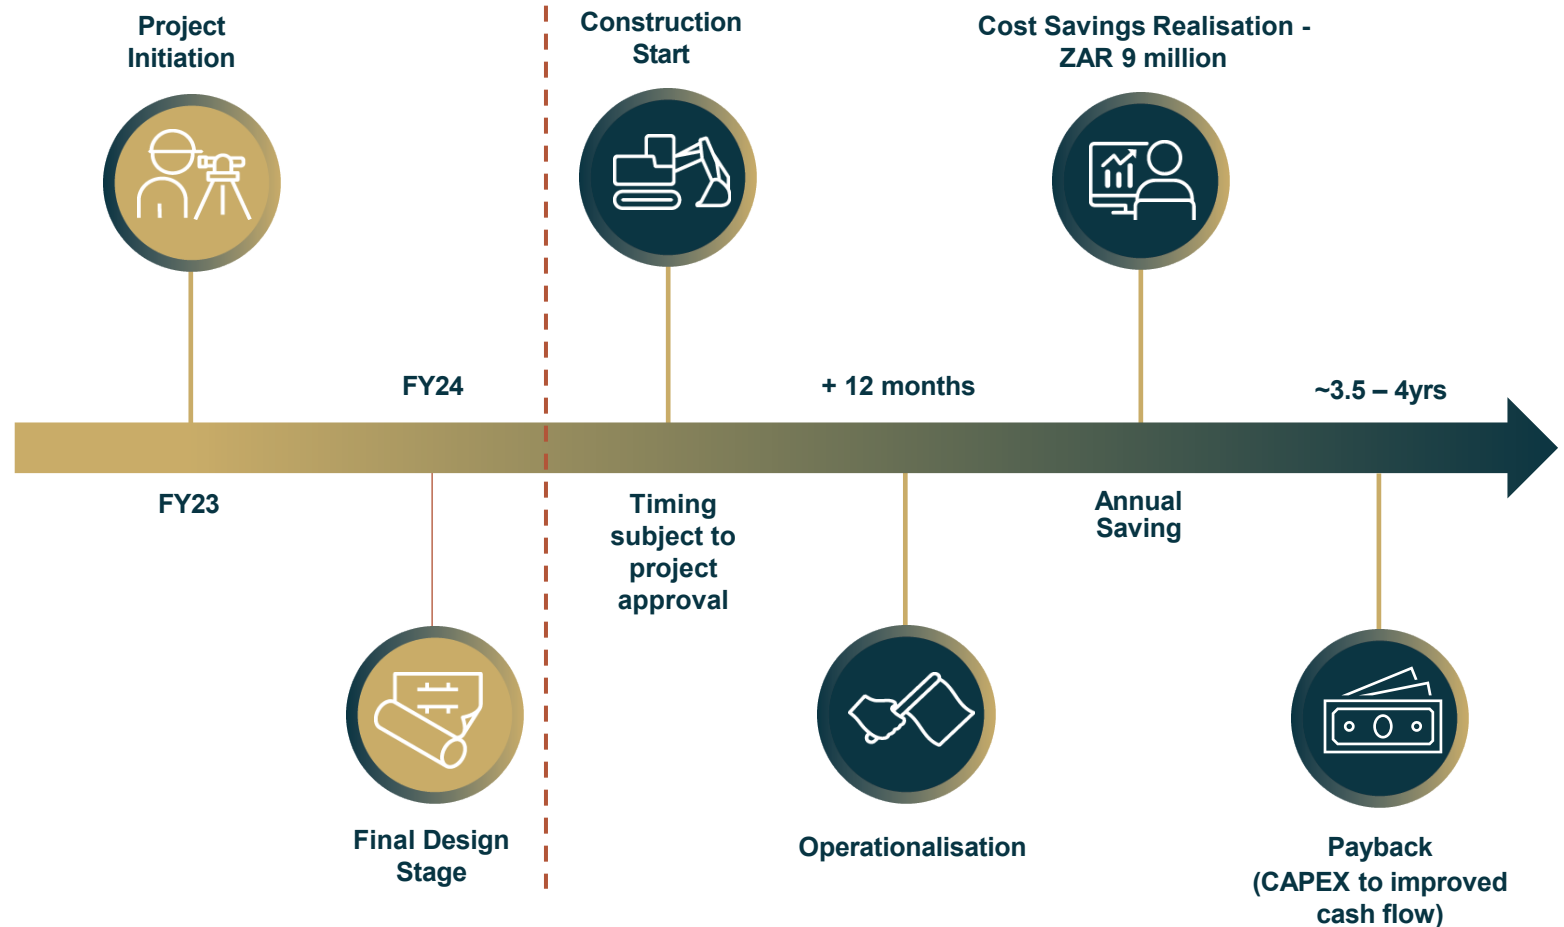 Project
Initiation
Construction
Start
Cost Savings Realisation -
ZAR 9 million
FY24
+ 12 months
~3.5 – 4yrs
FY23
Timing
subject to
project
approval
Annual
Saving
Final Design
Stage
Operationalisation
Payback
(CAPEX to improved
cash flow)